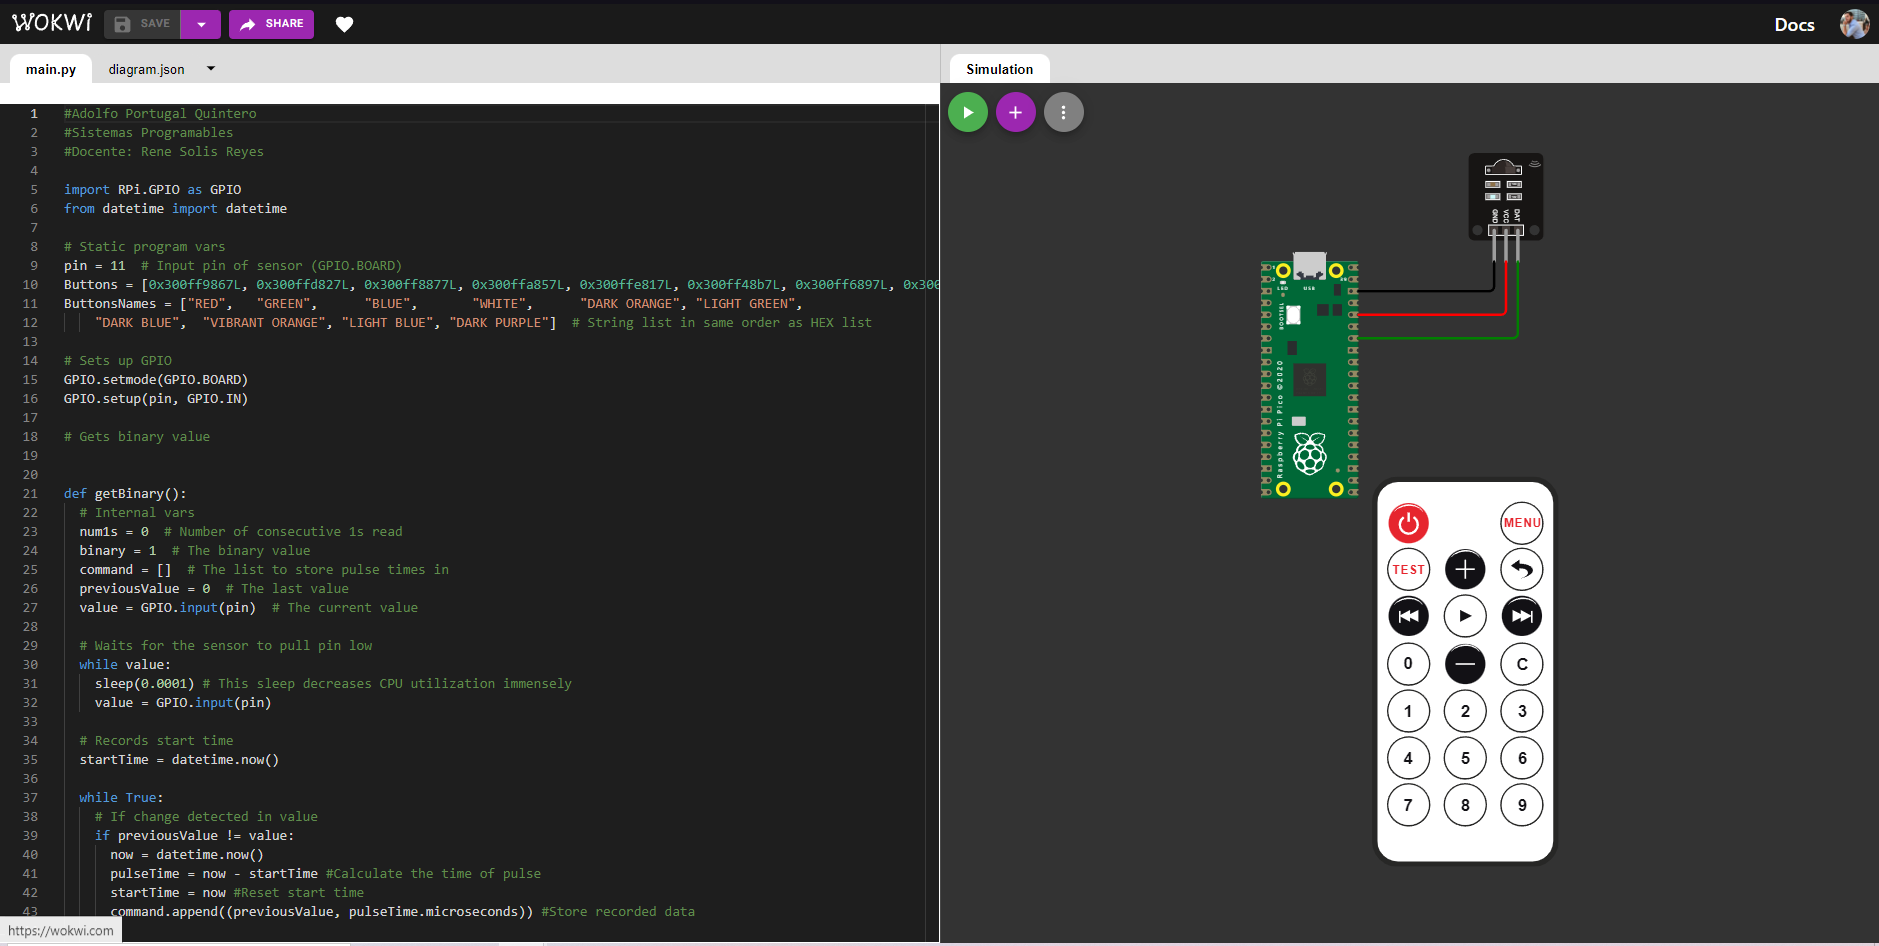 WOKWI SAVE SHARE Docs
main.py diagram.json Simulation
1 #Adolfo Portugal Quintero
2 #Sistemas Programables
3 #Docente: Rene Solis Reyes
4
5 import RPi.GPIO as GPIO
6 from datetime import datetime
7
8 # Static program vars
9 pin = 11  # Input pin of sensor (GPIO.BOARD)
10 Buttons = [0x300ff9867L, 0x300ffd827L, 0x300ff8877L, 0x300ffa857L, 0x300ffe817L, 0x300ff48b7L, 0x300ff6897L, 0x300
11 ButtonsNames = ["RED",   "GREEN",      "BLUE",       "WHITE",      "DARK ORANGE", "LIGHT GREEN",
12 "DARK BLUE",  "VIBRANT ORANGE", "LIGHT BLUE", "DARK PURPLE"]  # String list in same order as HEX list
13
14 # Sets up GPIO
15 GPIO.setmode(GPIO.BOARD)
16 GPIO.setup(pin, GPIO.IN)
17
18 # Gets binary value
19
20
21 def getBinary():
22 # Internal vars
23 num1s = 0  # Number of consecutive 1s read
24 binary = 1  # The binary value
25 command = []  # The list to store pulse times in
26 previousValue = 0  # The last value
27 value = GPIO.input(pin)  # The current value
28
29 # Waits for the sensor to pull pin low
30 while value:
31 sleep(0.0001) # This sleep decreases CPU utilization immensely
32 value = GPIO.input(pin)
33
34 # Records start time
35 startTime = datetime.now()
36
37 while True:
38 # If change detected in value
39 if previousValue != value:
40 now = datetime.now()
41 pulseTime = now - startTime #Calculate the time of pulse
42 startTime = now #Reset start time
43 command.append((previousValue, pulseTime.microseconds)) #Store recorded data
https://wokwi.com
GND VCC DAT
LED USB
BOOTSEL
Raspberry Pi Pico ©2020
MENU
TEST
0 C
1 2 3
4 5 6
7 8 9